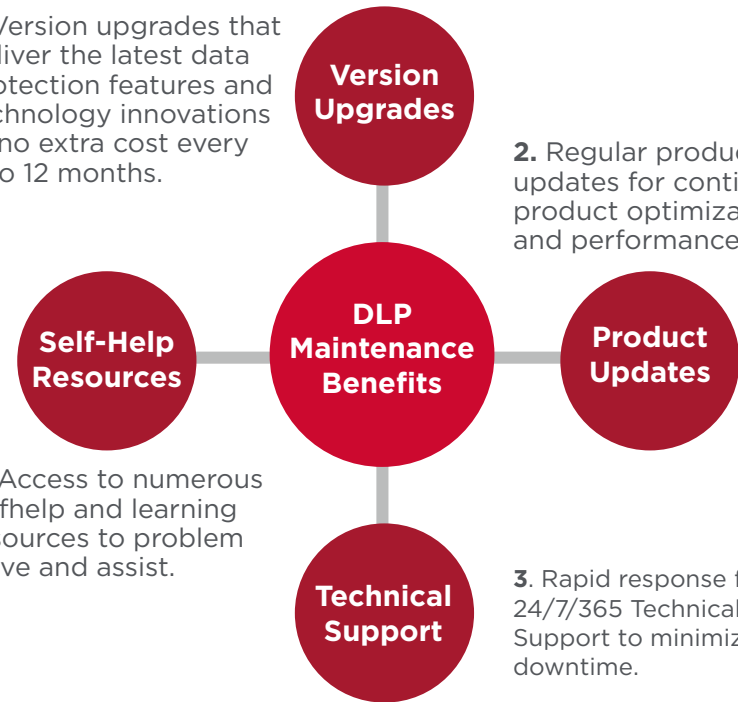 Version upgrades that
liver the latest data
otection features and
chnology innovations
no extra cost every
o 12 months.
Version
Upgrades
2. Regular produc
updates for conti
product optimiza
and performance
DLP
Maintenance
Benefits
Self-Help
Resources
Product
Updates
Access to numerous
fhelp and learning
sources to problem
ve and assist.
Technical
Support
3. Rapid response f
24/7/365 Technical
Support to minimiz
downtime.